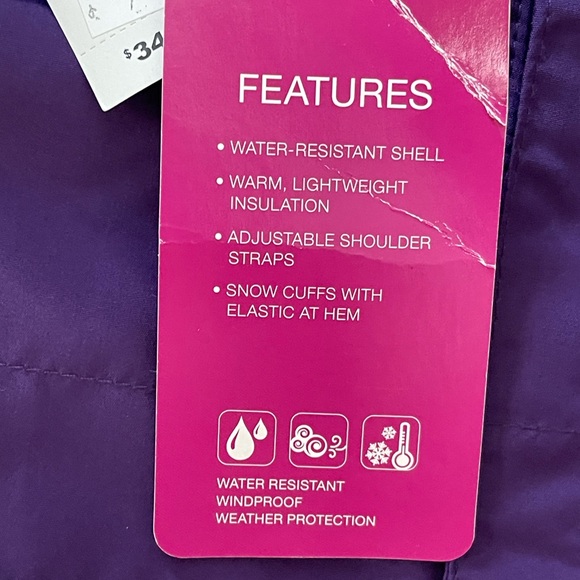 $34
FEATURES
• WATER-RESISTANT SHELL
• WARM, LIGHTWEIGHT
INSULATION
• ADJUSTABLE SHOULDER
STRAPS
• SNOW CUFFS WITH
ELASTIC AT HEM
WATER RESISTANT
WINDPROOF
WEATHER PROTECTION